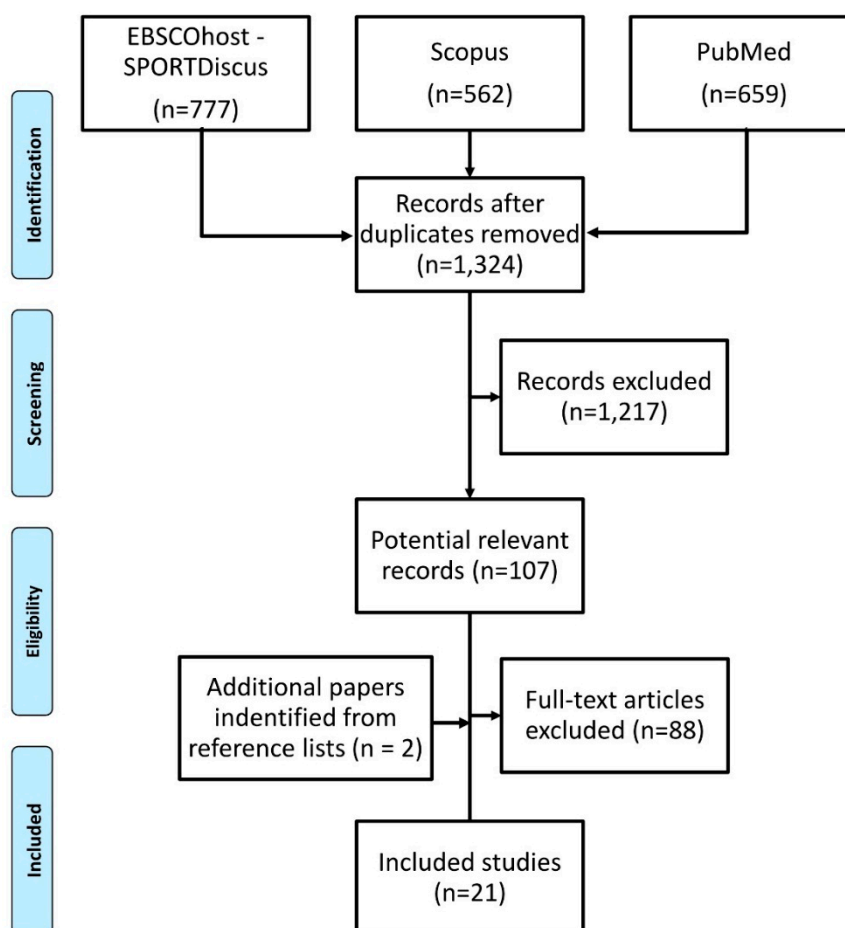 EBSCOhost -
SPORTDiscus
(n=777)
Scopus
(n=562)
PubMed
(n=659)
Identification
Records after
duplicates removed
(n=1,324)
Screening
Records excluded
(n=1,217)
Eligibility
Potential relevant
records (n=107)
Additional papers
indentified from
reference lists (n = 2)
Full-text articles
excluded (n=88)
Included
Included studies
(n=21)